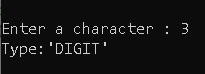 Enter a character : 3
Type:'DIGIT'